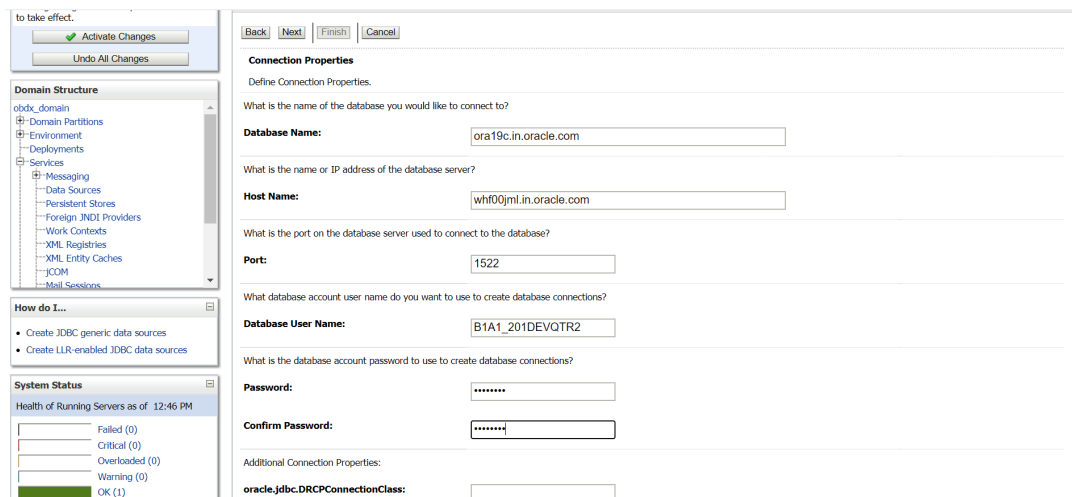 to take effect.
Activate Changes
Undo All Changes
Domain Structure
obdx_domain
Domain Partitions
Environment
Deployments
Services
Messaging
Data Sources
Persistent Stores
Foreign JNDI Providers
Work Contexts
XML Registries
XML Entity Caches
jCOM
Mail Sessions
How do I...
Create JDBC generic data sources
Create LLR-enabled JDBC data sources
System Status
Health of Running Servers as of 12:46 PM
Failed (0)
Critical (0)
Overloaded (0)
Warning (0)
OK (1)
Back Next Finish Cancel
Connection Properties
Define Connection Properties.
What is the name of the database you would like to connect to?
Database Name: ora19c.in.oracle.com
What is the name or IP address of the database server?
Host Name: whf00jml.in.oracle.com
What is the port on the database server used to connect to the database?
Port: 1522
What database account user name do you want to use to create database connections?
Database User Name: B1A1_201DEVQTR2
What is the database account password to use to create database connections?
Password: ••••••••
Confirm Password: ••••••••
Additional Connection Properties:
oracle.jdbc.DRCPConnectionClass: